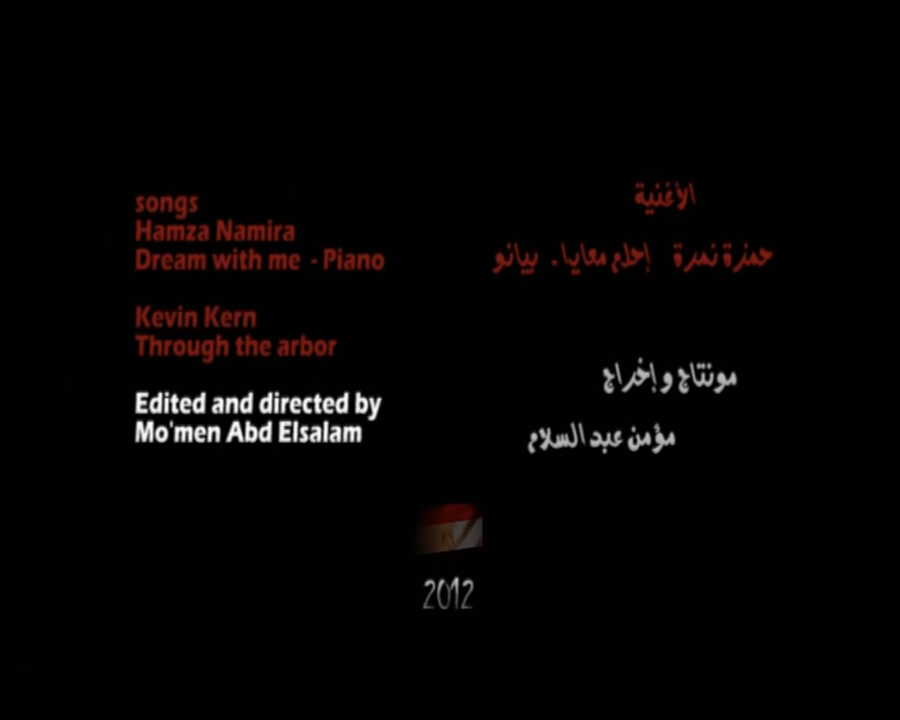 songs
Hamza Namira
Dream with me - Piano
Kevin Kern
Through the arbor
Edited and directed by
Mo'men Abd Elsalam
الأغنية
حمزة نمرة إحلم معايا . بيانو
مونتاج و إخراج
مؤمن عبد السلام
2012